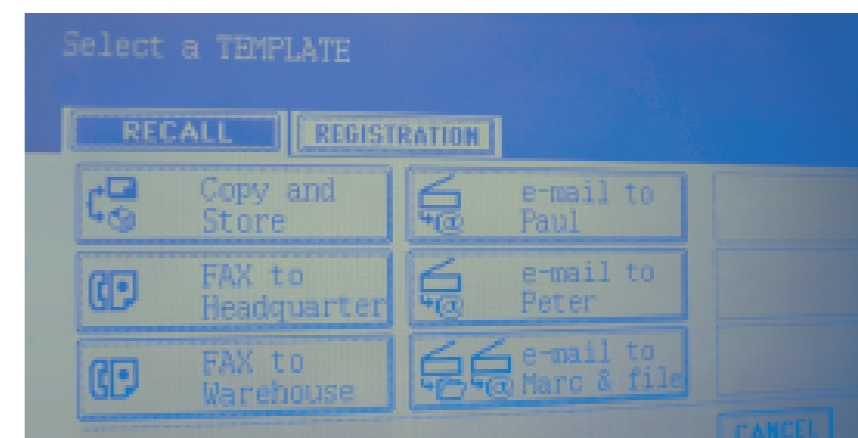 Select a TEMPLATE
RECALL
REGISTRATION
Copy and
Store
e-mail to
Paul
FAX to
Headquarter
e-mail to
Peter
FAX to
Warehouse
e-mail to
Marc & file
CANCEL